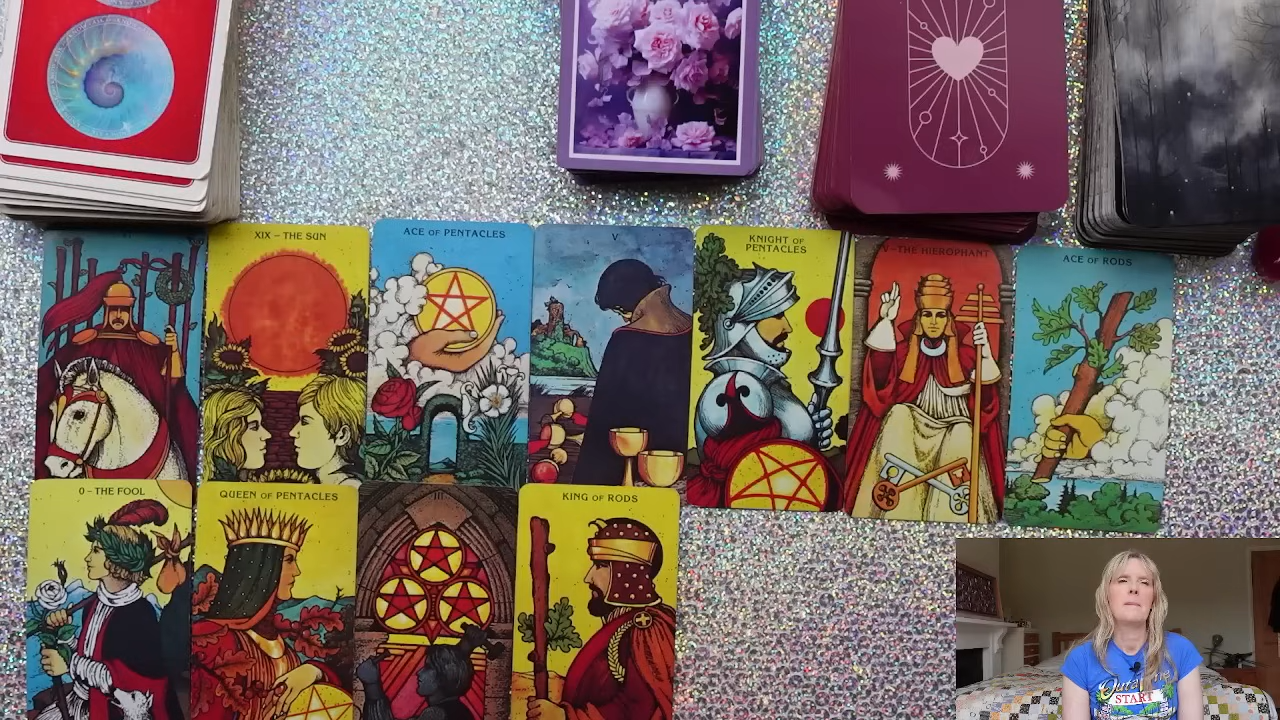 XIX – THE SUN
ACE OF PENTACLES
V
KNIGHT OF
PENTACLES
V – THE HIEROPHANT
ACE OF RODS
0 – THE FOOL
QUEEN OF PENTACLES
III
KING OF RODS
START